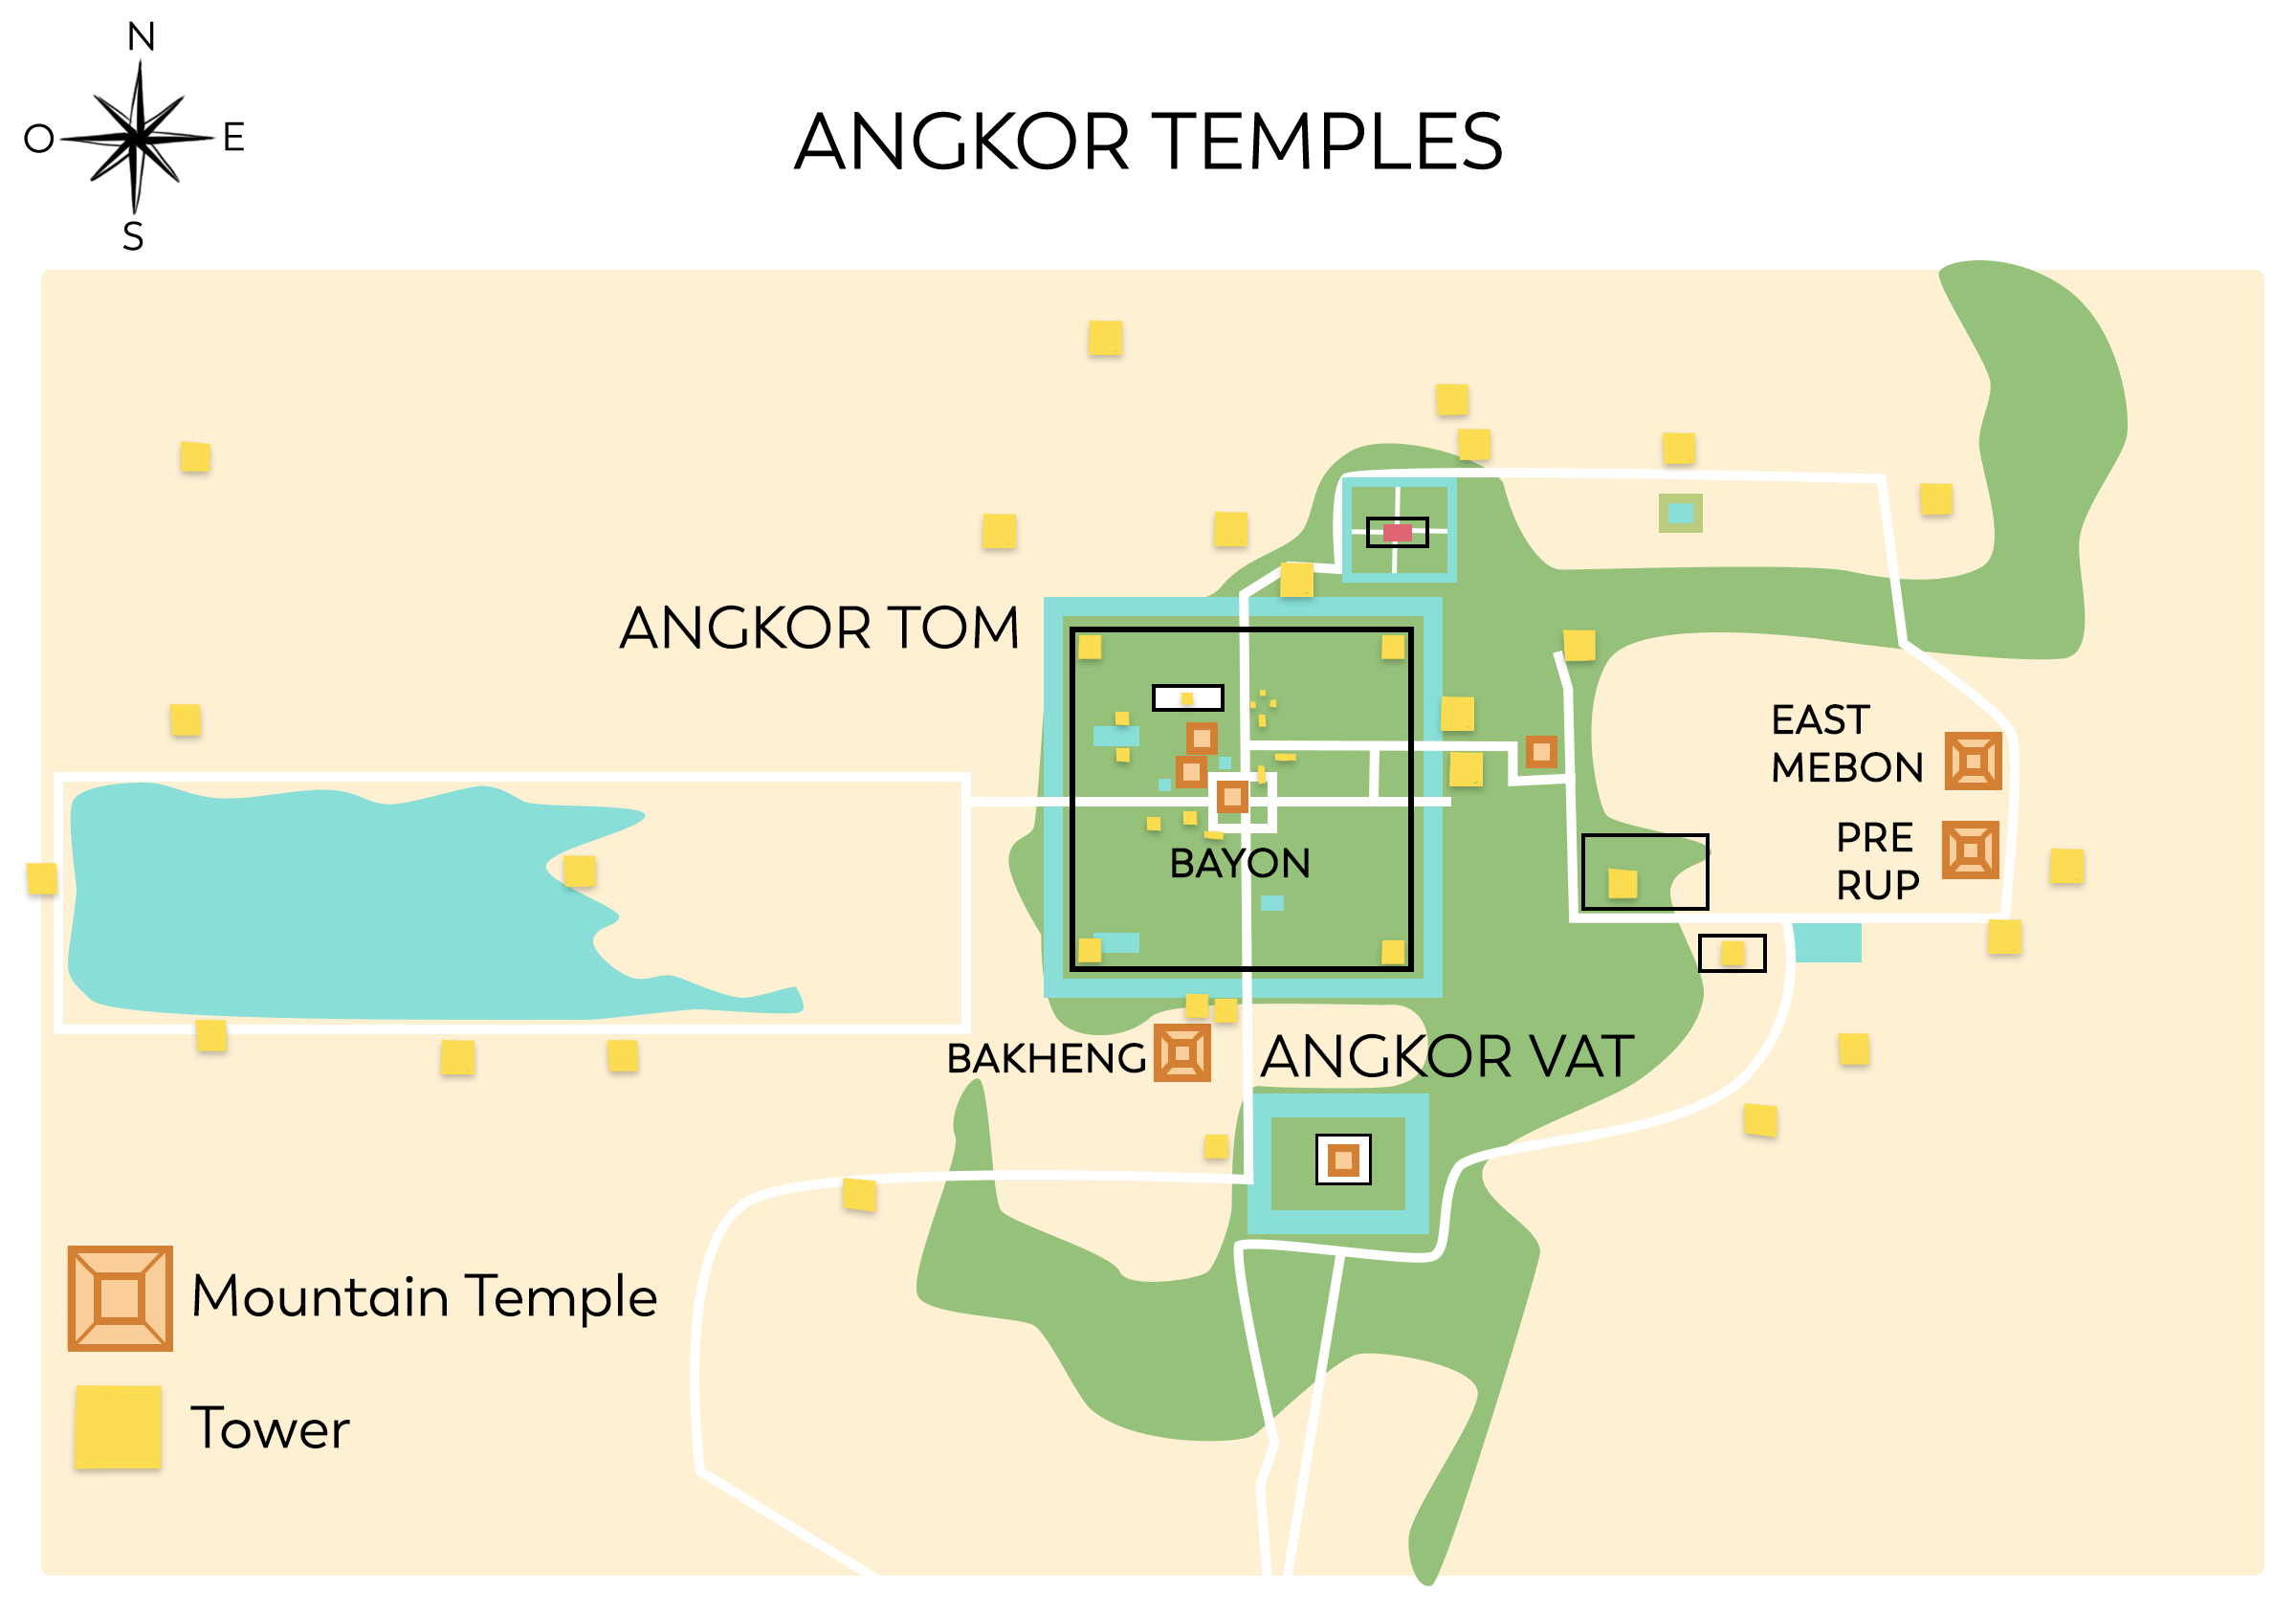 N
O
E
S
ANGKOR TEMPLES
ANGKOR TOM
EAST
MEBON
PRE
RUP
BAYON
BAKHENG
ANGKOR VAT
Mountain Temple
Tower